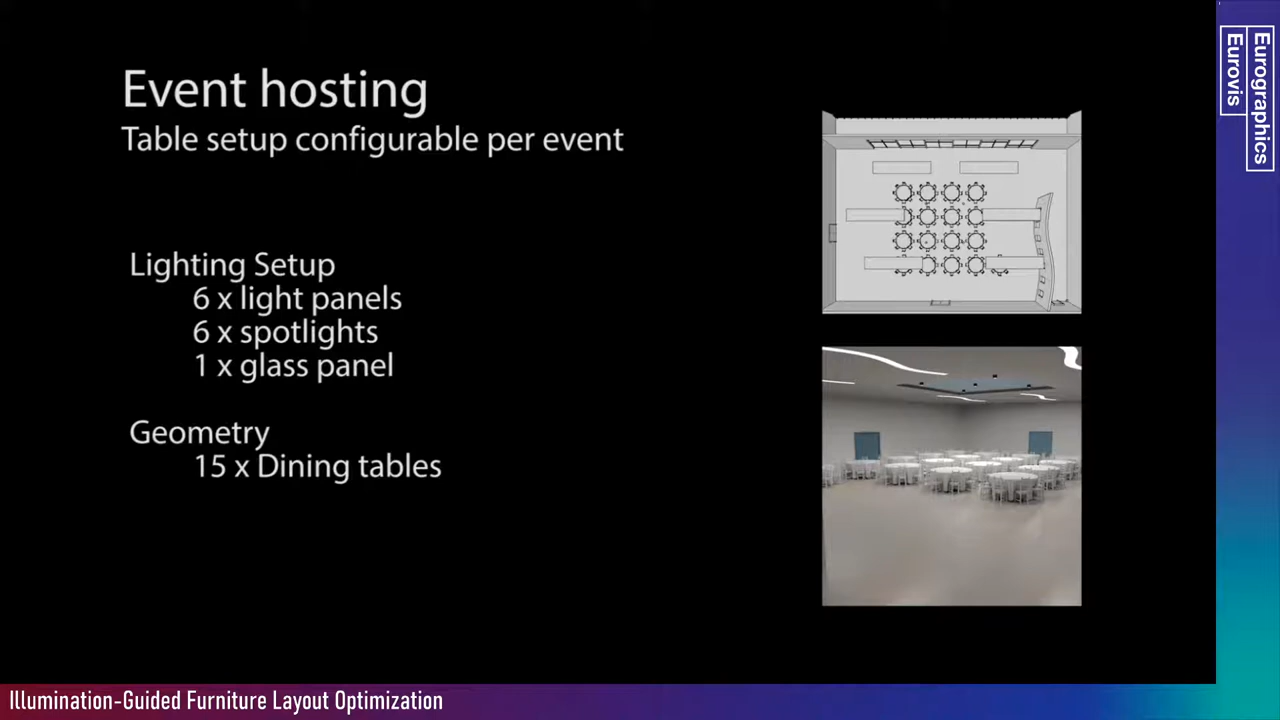 Event hosting
Table setup configurable per event
Lighting Setup
6 x light panels
6 x spotlights
1 x glass panel
Geometry
15 x Dining tables
Eurographics
Eurovis
Illumination-Guided Furniture Layout Optimization